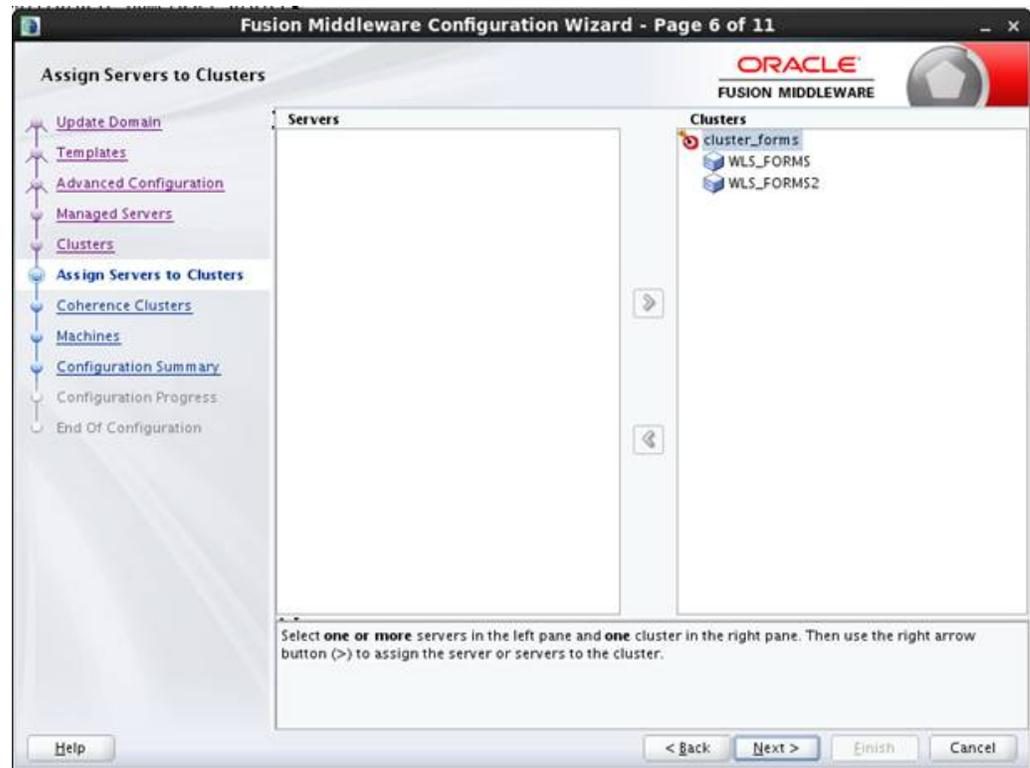 Fusion Middleware Configuration Wizard - Page 6 of 11
Assign Servers to Clusters
ORACLE
FUSION MIDDLEWARE
Update Domain
Templates
Advanced Configuration
Managed Servers
Clusters
Assign Servers to Clusters
Coherence Clusters
Machines
Configuration Summary
Configuration Progress
End Of Configuration
Servers
Clusters
cluster_forms
WLS_FORMS
WLS_FORMS2
Select one or more servers in the left pane and one cluster in the right pane. Then use the right arrow
button (>) to assign the server or servers to the cluster.
Help
< Back
Next >
Finish
Cancel